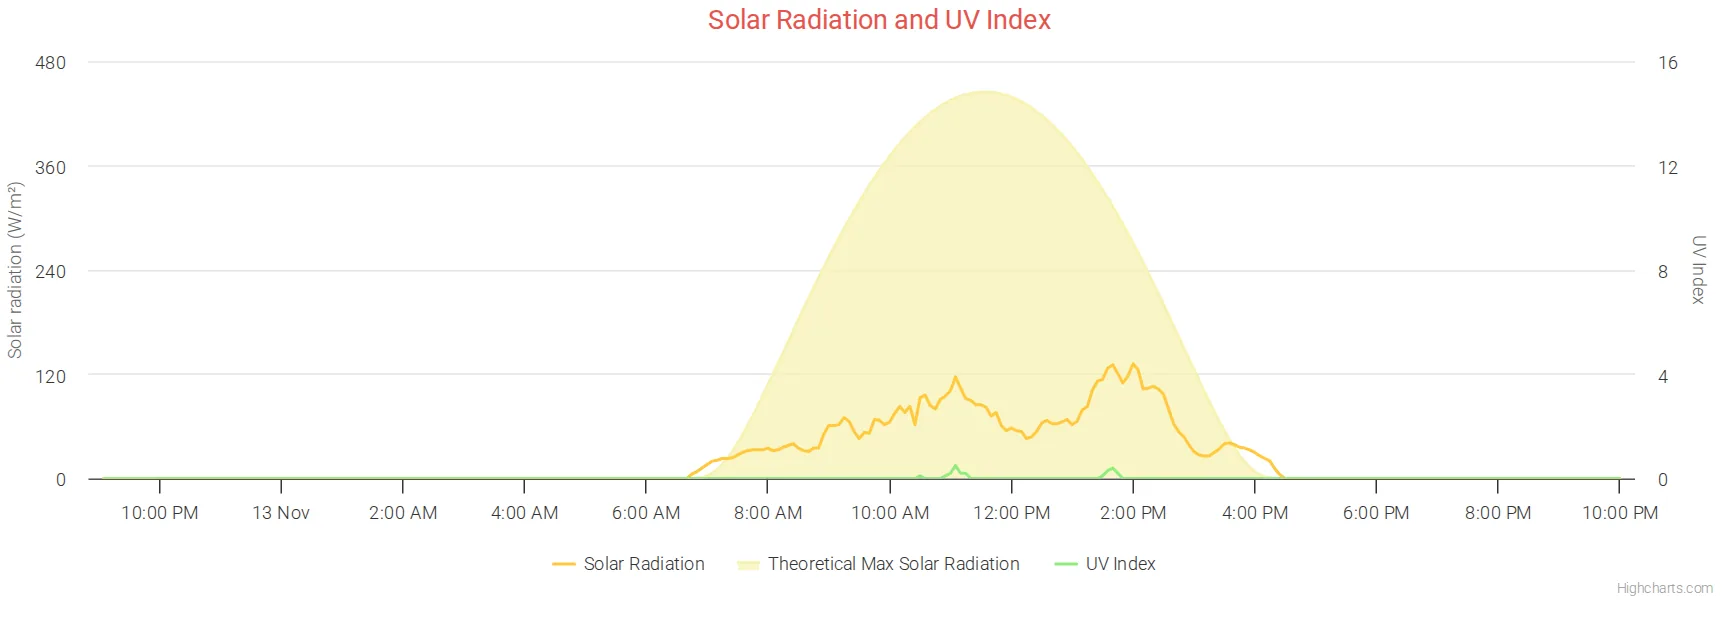 Solar Radiation and UV Index
480
360
240
120
0
Solar radiation (W/m²)
16
12
8
4
0
UV Index
10:00 PM 13 Nov 2:00 AM 4:00 AM 6:00 AM 8:00 AM 10:00 AM 12:00 PM 2:00 PM 4:00 PM 6:00 PM 8:00 PM 10:00 PM
Solar Radiation Theoretical Max Solar Radiation UV Index
Highcharts.com